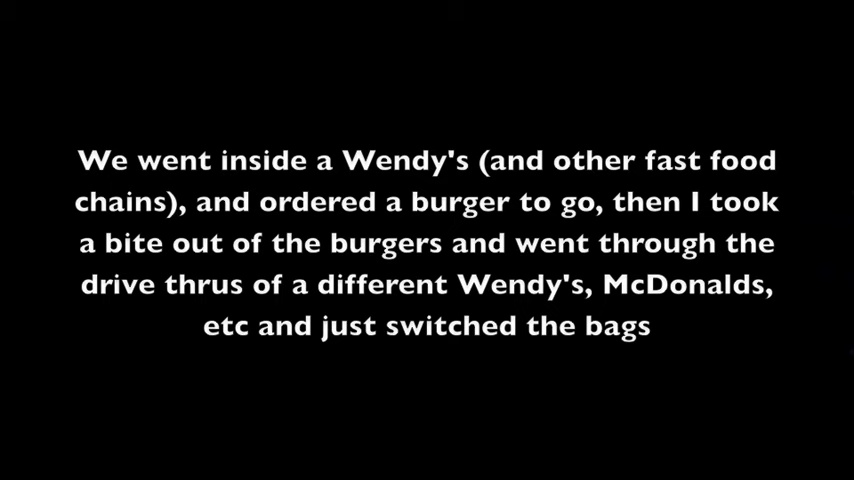 We went inside a Wendy's (and other fast food
chains), and ordered a burger to go, then I took
a bite out of the burgers and went through the
drive thrus of a different Wendy's, McDonalds,
etc and just switched the bags